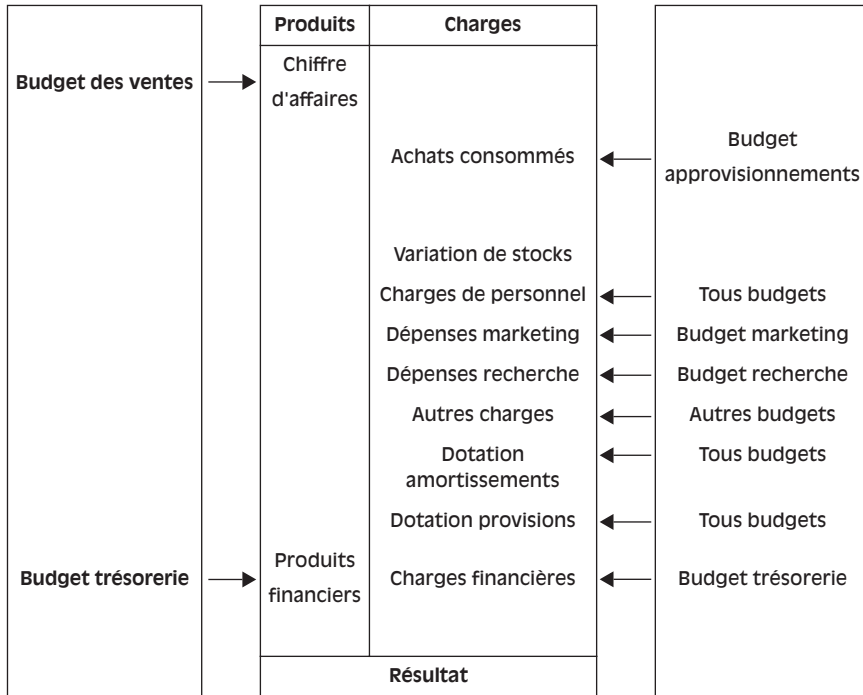 Produits Charges
Budget des ventes
Chiffre
d'affaires
Achats consommés
Budget
approvisionnements
Variation de stocks
Charges de personnel Tous budgets
Dépenses marketing Budget marketing
Dépenses recherche Budget recherche
Autres charges Autres budgets
Dotation
amortissements
Tous budgets
Dotation provisions Tous budgets
Budget trésorerie
Produits
financiers
Charges financières Budget trésorerie
Résultat